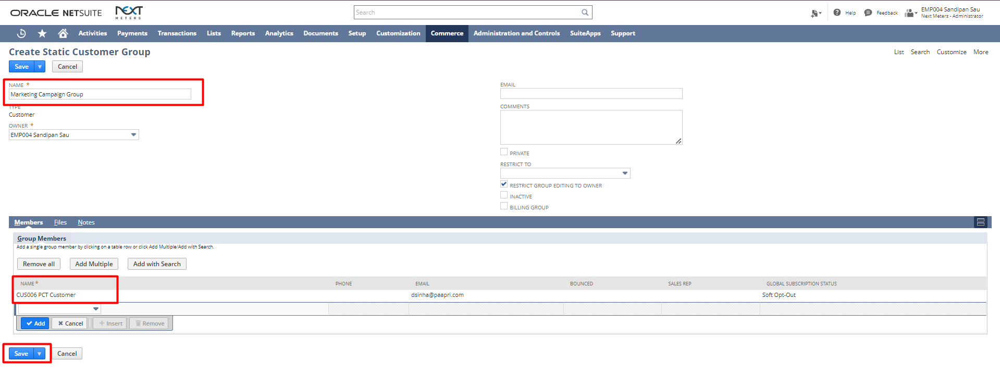 ORACLE NETSUITE
NEXT
METERS
Search
Help
Feedback
EMP004 Sandipan Sau
Next Meters - Administrator
Activities Payments Transactions Lists Reports Analytics Documents Setup Customization Commerce Administration and Controls SuiteApps Support
Create Static Customer Group
List Search Customize More
Save Cancel
NAME *
Marketing Campaign Group
TYPE
Customer
OWNER *
EMP004 Sandipan Sau
EMAIL
COMMENTS
PRIVATE
RESTRICT TO
RESTRICT GROUP EDITING TO OWNER
INACTIVE
BILLING GROUP
Members Files Notes
Group Members
Add a single group member by clicking on a table row or click Add Multiple/Add with Search.
Remove all Add Multiple Add with Search
NAME * PHONE EMAIL BOUNCED SALES REP GLOBAL SUBSCRIPTION STATUS
CUS006 PCT Customer dsinha@paapri.com Soft Opt-Out
Add Cancel Insert Remove
Save Cancel